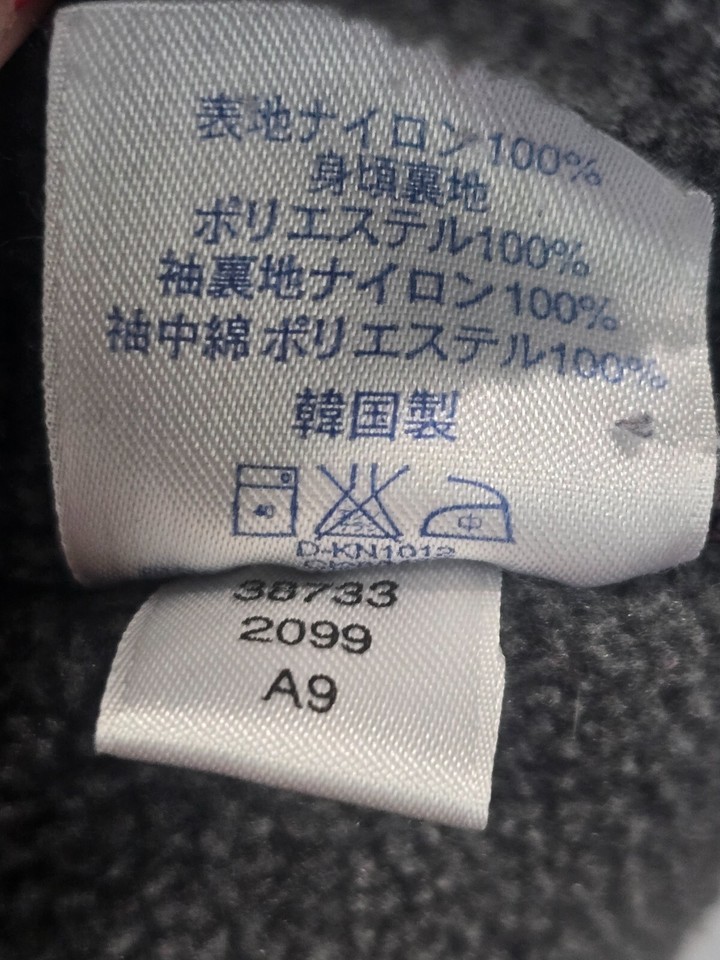 表地ナイロン100%
身頃裏地
ポリエステル100%
袖裏地ナイロン100%
袖中綿 ポリエステル100%
韓国製
40
中
D-KN1012
38733
2099
A9